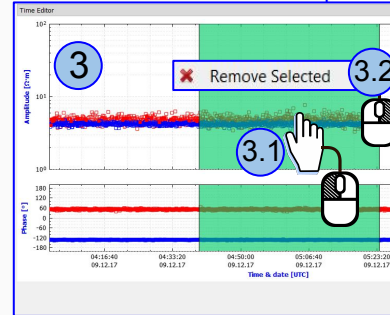 Time Editor
3
Remove Selected
3.2
3.1
Amplitude [Ω·m]
10²
10¹
10⁰
Phase [°]
180
120
60
0
-60
-120
-180
04:16:40 04:33:20 04:50:00 05:06:40 05:23:20
09.12.17 09.12.17 09.12.17 09.12.17 09.12.17
Time & date [UTC]